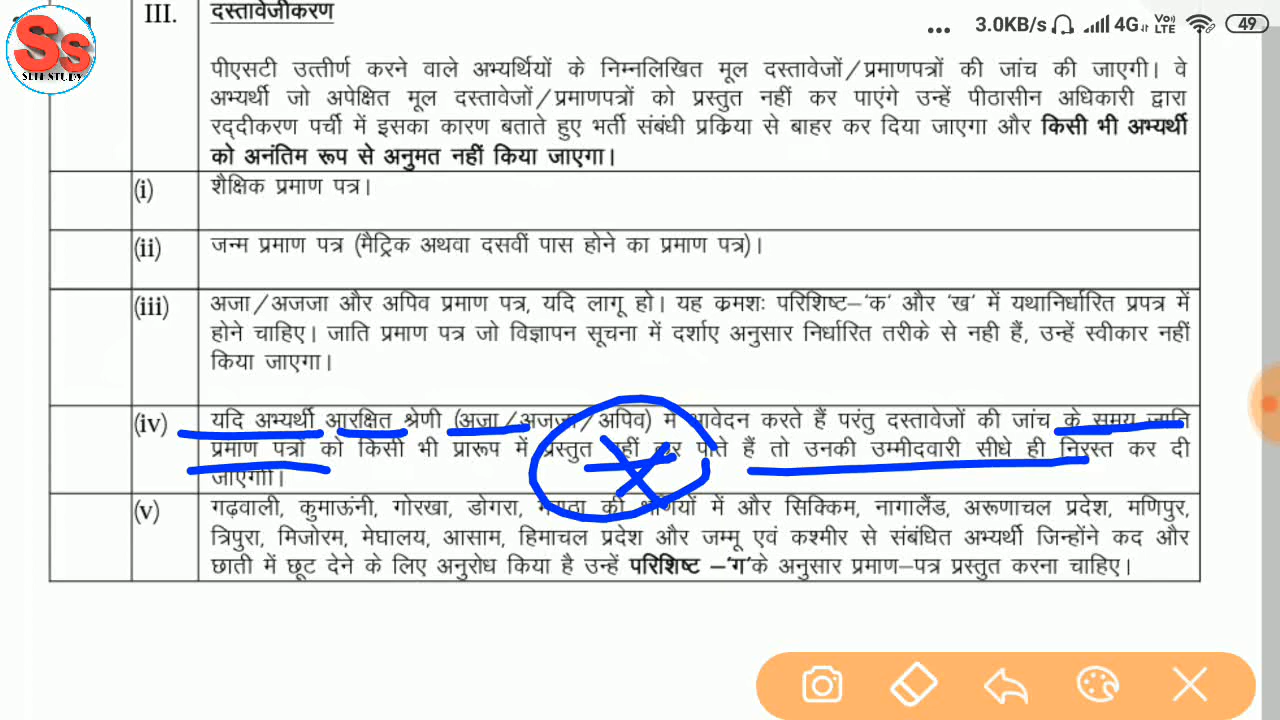 Ss
SELF STUDY
... 3.0KB/s 4G Vo) LTE 49
III. दस्तावेजीकरण
पीएसटी उत्तीर्ण करने वाले अभ्यर्थियों के निम्नलिखित मूल दस्तावेजों/प्रमाणपत्रों की जांच की जाएगी। वे
अभ्यर्थी जो अपेक्षित मूल दस्तावेजों/प्रमाणपत्रों को प्रस्तुत नहीं कर पाएंगे उन्हें पीठासीन अधिकारी द्वारा
रद्दीकरण पर्ची में इसका कारण बताते हुए भर्ती संबंधी प्रक्रिया से बाहर कर दिया जाएगा और किसी भी अभ्यर्थी
को अनंतिम रूप से अनुमत नहीं किया जाएगा।
(i) शैक्षिक प्रमाण पत्र।
(ii) जन्म प्रमाण पत्र (मैट्रिक अथवा दसवीं पास होने का प्रमाण पत्र)।
(iii) अजा/अजजा और अपिव प्रमाण पत्र, यदि लागू हो। यह क्रमशः परिशिष्ट–'क' और 'ख' में यथानिर्धारित प्रपत्र में
होने चाहिए। जाति प्रमाण पत्र जो विज्ञापन सूचना में दर्शाए अनुसार निर्धारित तरीके से नही हैं, उन्हें स्वीकार नहीं
किया जाएगा।
(iv) यदि अभ्यर्थी आरक्षित श्रेणी (अजा/अजजा/अपिव) में आवेदन करते हैं परंतु दस्तावेजों की जांच के समय जाति
प्रमाण पत्रों को किसी भी प्रारूप में प्रस्तुत नहीं कर पाते हैं तो उनकी उम्मीदवारी सीधे ही निरस्त कर दी
जाएगाी।
(v) गढ़वाली, कुमाऊंनी, गोरखा, डोगरा, मराठा की श्रेणियों में और सिक्किम, नागालैंड, अरूणाचल प्रदेश, मणिपुर,
त्रिपुरा, मिजोरम, मेघालय, आसाम, हिमाचल प्रदेश और जम्मू एवं कश्मीर से संबंधित अभ्यर्थी जिन्होंने कद और
छाती में छूट देने के लिए अनुरोध किया है उन्हें परिशिष्ट –'ग'के अनुसार प्रमाण–पत्र प्रस्तुत करना चाहिए।